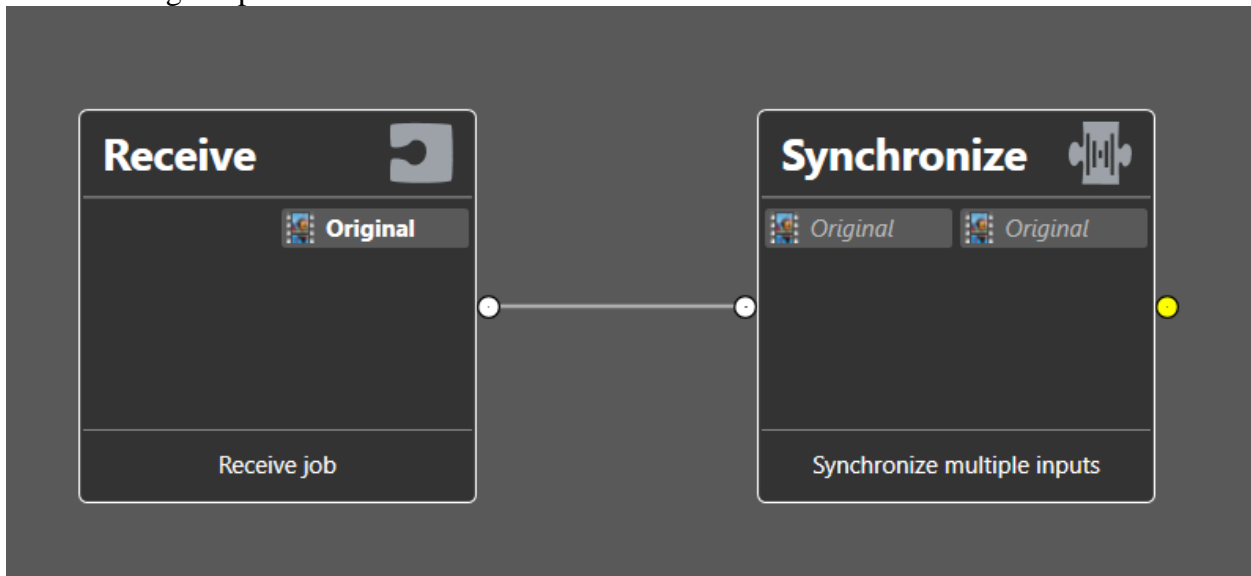 Receive
Original
Receive job
Synchronize
Original Original
Synchronize multiple inputs